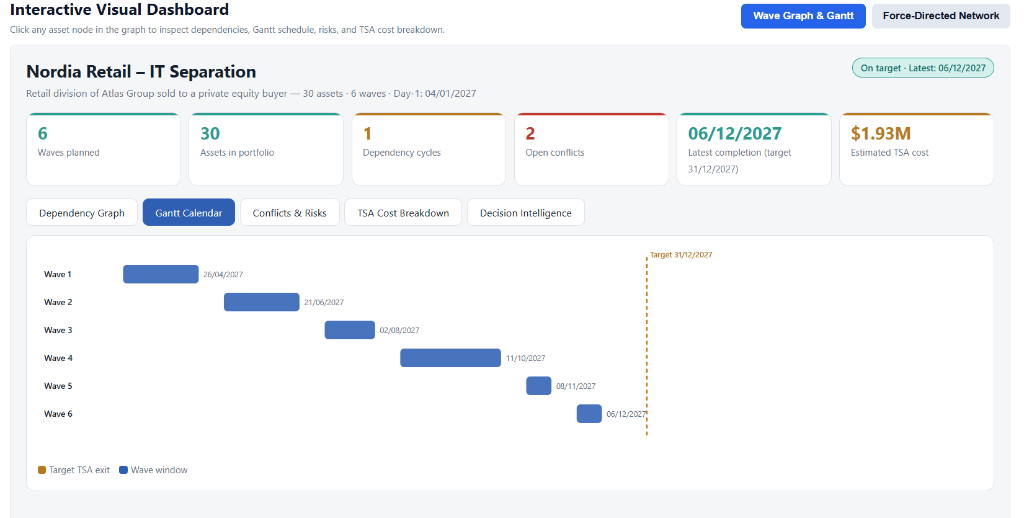 Interactive Visual Dashboard
Click any asset node in the graph to inspect dependencies, Gantt schedule, risks, and TSA cost breakdown.
Wave Graph & Gantt
Force-Directed Network
Nordia Retail – IT Separation
Retail division of Atlas Group sold to a private equity buyer — 30 assets · 6 waves · Day-1: 04/01/2027
On target · Latest: 06/12/2027
6
Waves planned
30
Assets in portfolio
1
Dependency cycles
2
Open conflicts
06/12/2027
Latest completion (target
31/12/2027)
$1.93M
Estimated TSA cost
Dependency Graph
Gantt Calendar
Conflicts & Risks
TSA Cost Breakdown
Decision Intelligence
Target 31/12/2027
Wave 1
26/04/2027
Wave 2
21/06/2027
Wave 3
02/08/2027
Wave 4
11/10/2027
Wave 5
08/11/2027
Wave 6
06/12/2027
Target TSA exit
Wave window